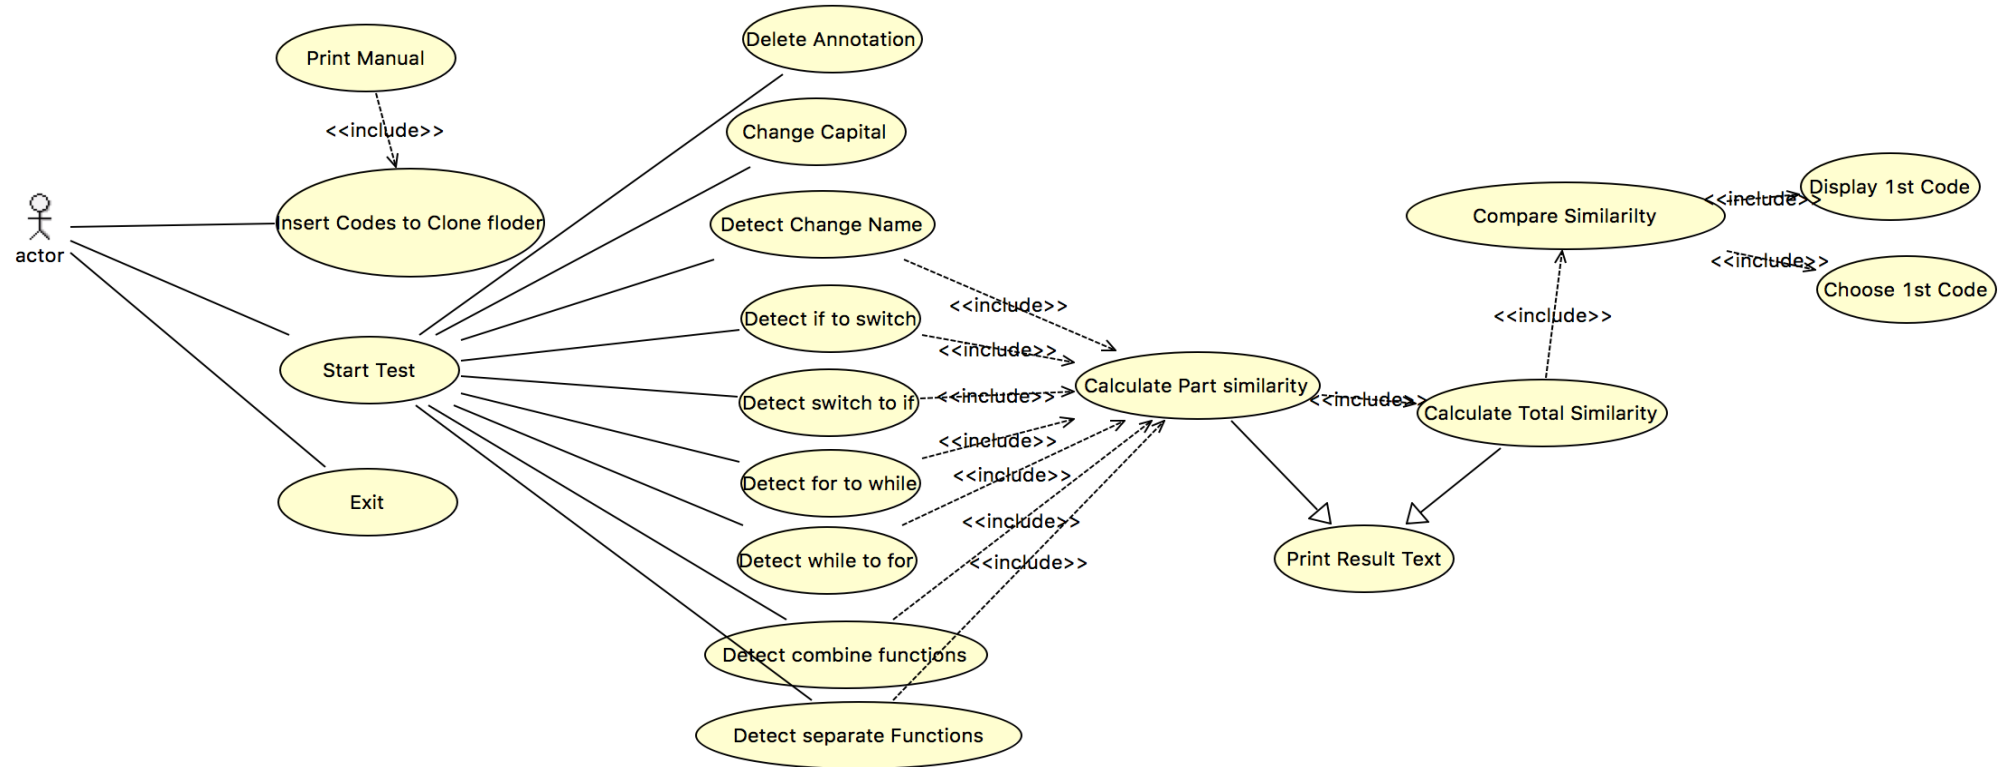 Print Manual
<<include>>
Insert Codes to Clone floder
actor
Start Test
Exit
Delete Annotation
Change Capital
Detect Change Name
Detect if to switch
Detect switch to if
Detect for to while
Detect while to for
Detect combine functions
Detect separate Functions
<<include>>
<<include>>
<<include>>
<<include>>
<<include>>
<<include>>
<<include>>
Calculate Part similarity
<<include>>
Calculate Total Similarity
Print Result Text
<<include>>
Compare Similarilty
<<include>>
Display 1st Code
<<include>>
Choose 1st Code